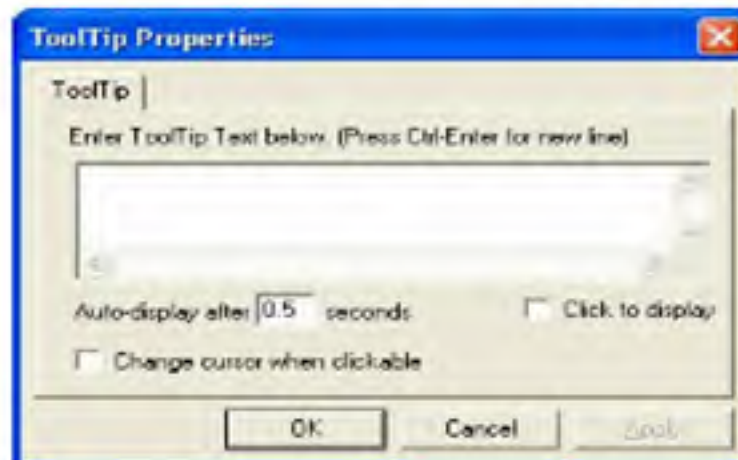 ToolTip Properties
ToolTip
Enter ToolTip Text below. (Press Ctrl-Enter for new line)
Auto-display after 0.5 seconds
Click to display
Change cursor when clickable
OK Cancel Apply